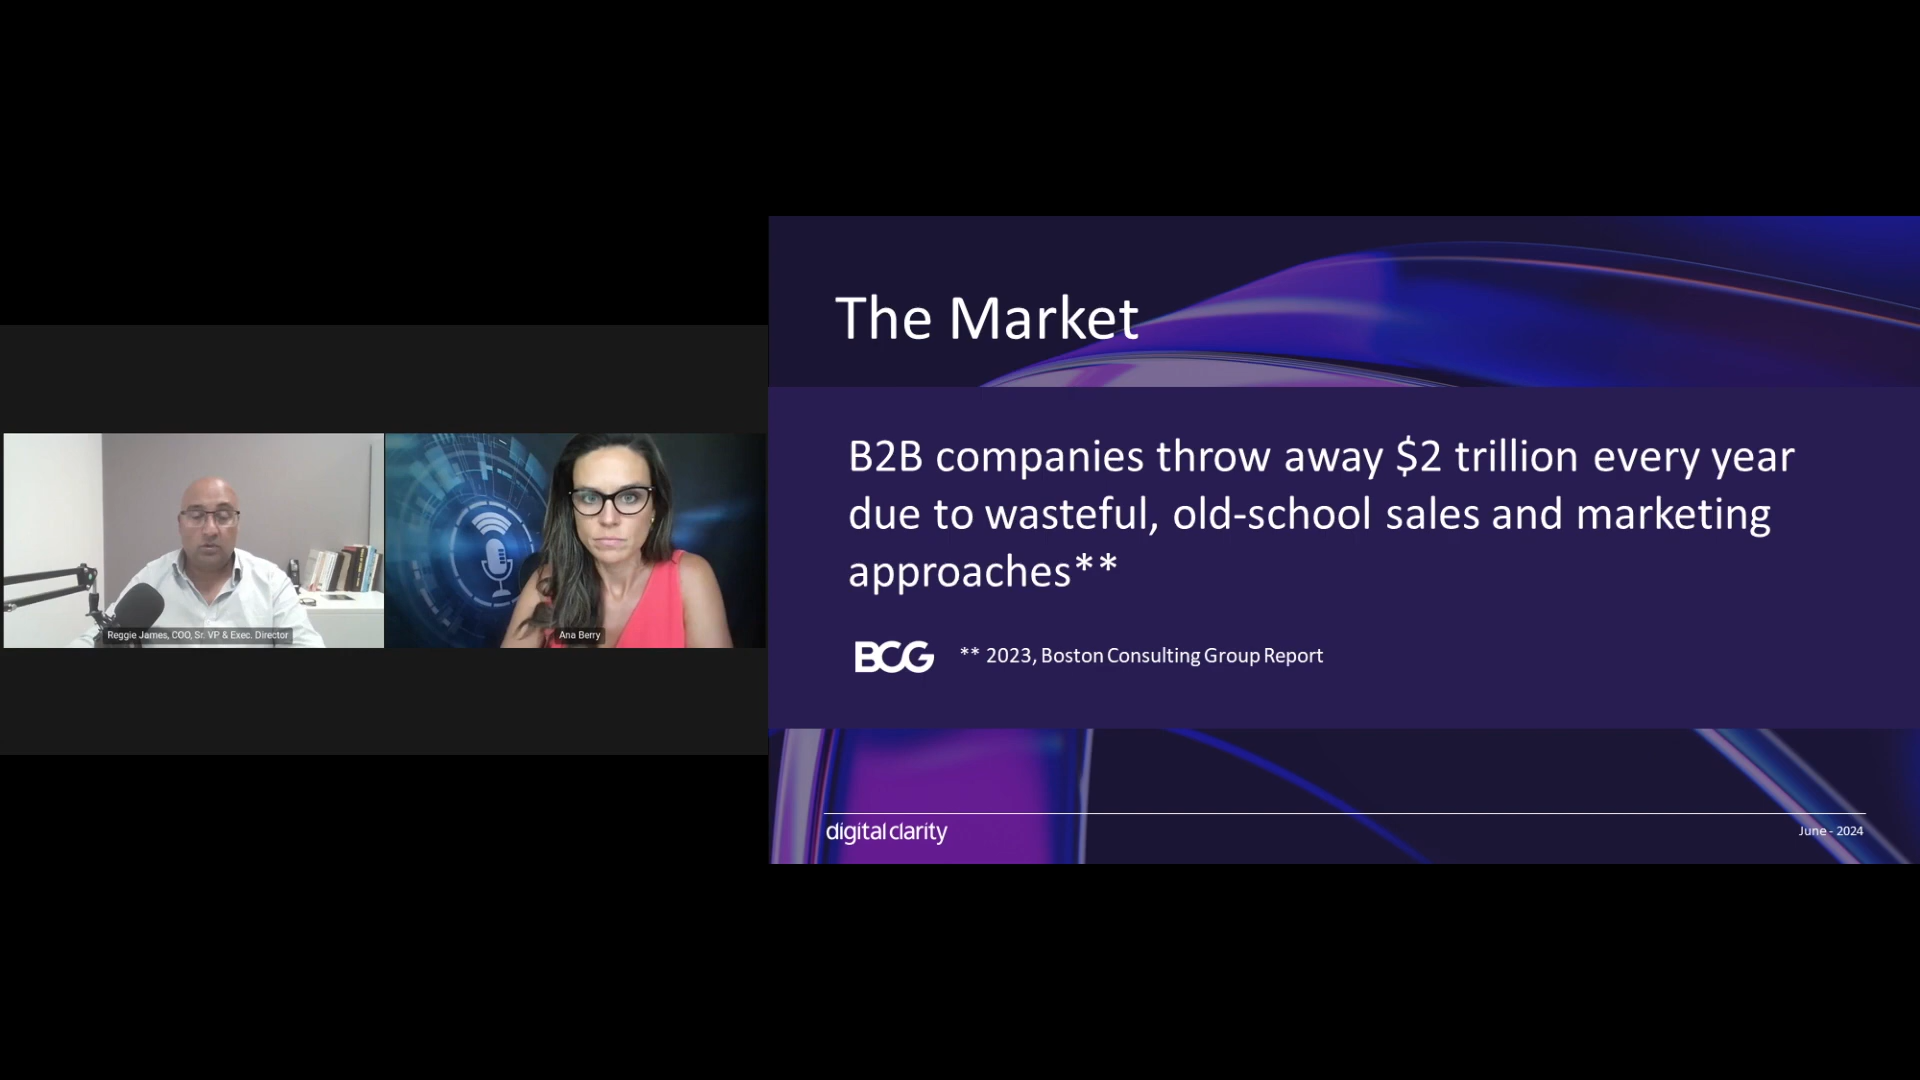 Reggie James, COO, Sr. VP & Exec. Director
Ana Berry
The Market
B2B companies throw away $2 trillion every year
due to wasteful, old-school sales and marketing
approaches**
BCG ** 2023, Boston Consulting Group Report
digital clarity
June - 2024